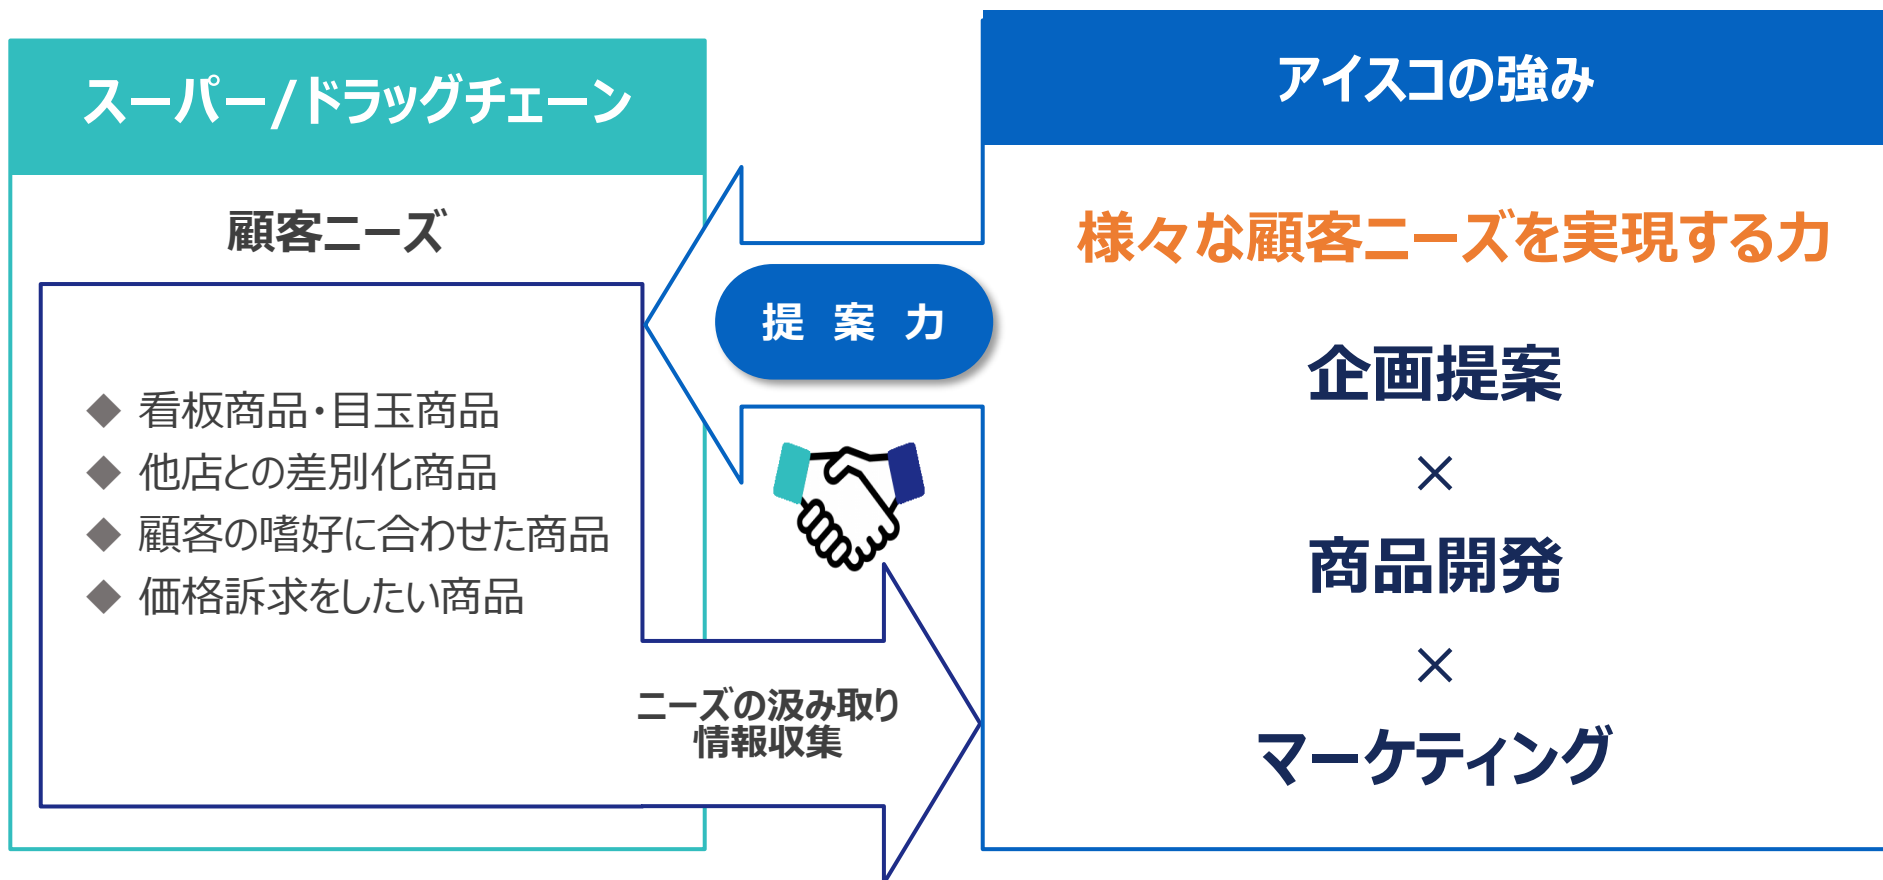 スーパー/ドラッグチェーン
顧客ニーズ
◆ 看板商品・目玉商品
◆ 他店との差別化商品
◆ 顧客の嗜好に合わせた商品
◆ 価格訴求をしたい商品
提案力
ニーズの汲み取り
情報収集
アイスコの強み
様々な顧客ニーズを実現する力
企画提案
×
商品開発
×
マーケティング